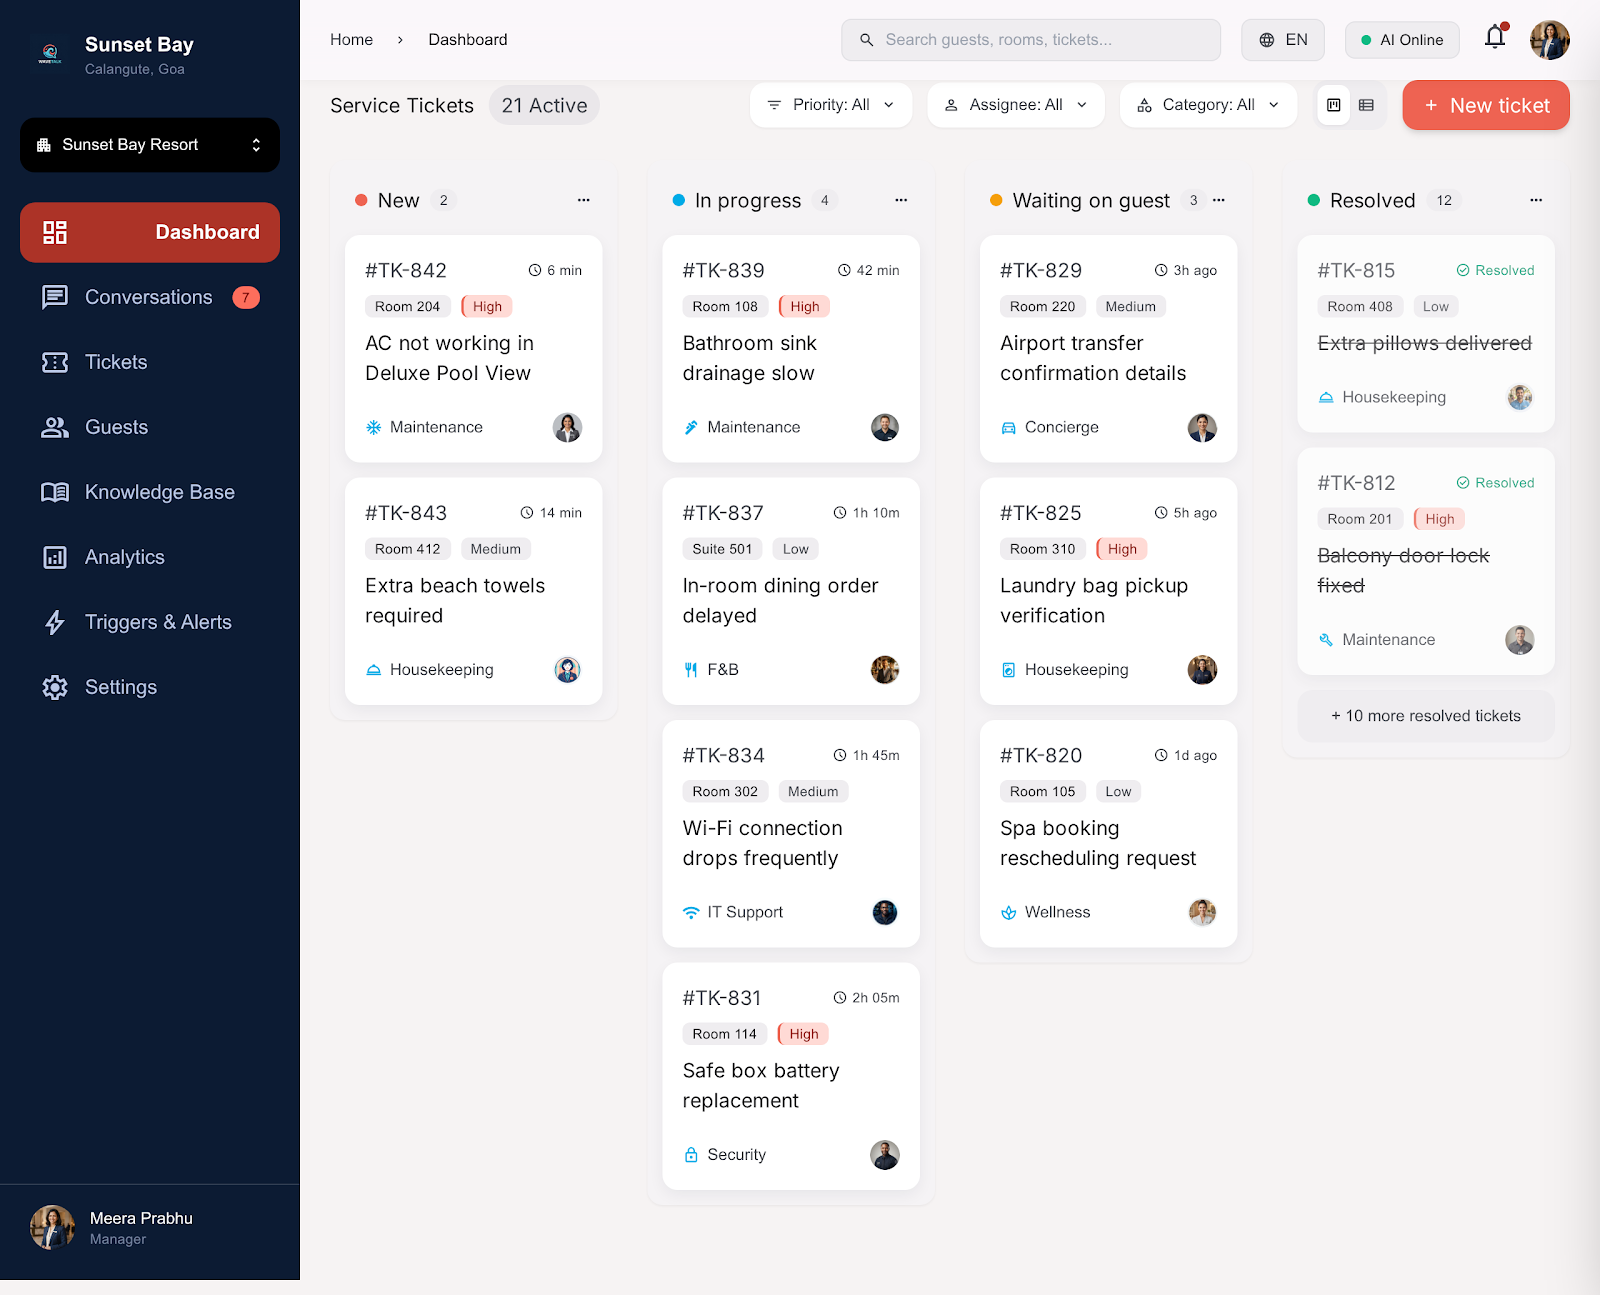 Sunset Bay
Calangute, Goa
Sunset Bay Resort
Dashboard
Conversations 7
Tickets
Guests
Knowledge Base
Analytics
Triggers & Alerts
Settings
Meera Prabhu
Manager
Home > Dashboard
Search guests, rooms, tickets...
EN
AI Online
Service Tickets 21 Active
Priority: All
Assignee: All
Category: All
+ New ticket
New 2 ...
#TK-842 6 min
Room 204 High
AC not working in
Deluxe Pool View
Maintenance
#TK-843 14 min
Room 412 Medium
Extra beach towels
required
Housekeeping
In progress 4 ...
#TK-839 42 min
Room 108 High
Bathroom sink
drainage slow
Maintenance
#TK-837 1h 10m
Suite 501 Low
In-room dining order
delayed
F&B
#TK-834 1h 45m
Room 302 Medium
Wi-Fi connection
drops frequently
IT Support
#TK-831 2h 05m
Room 114 High
Safe box battery
replacement
Security
Waiting on guest 3 ...
#TK-829 3h ago
Room 220 Medium
Airport transfer
confirmation details
Concierge
#TK-825 5h ago
Room 310 High
Laundry bag pickup
verification
Housekeeping
#TK-820 1d ago
Room 105 Low
Spa booking
rescheduling request
Wellness
Resolved 12 ...
#TK-815 Resolved
Room 408 Low
Extra pillows delivered
Housekeeping
#TK-812 Resolved
Room 201 High
Balcony door lock
fixed
Maintenance
+ 10 more resolved tickets